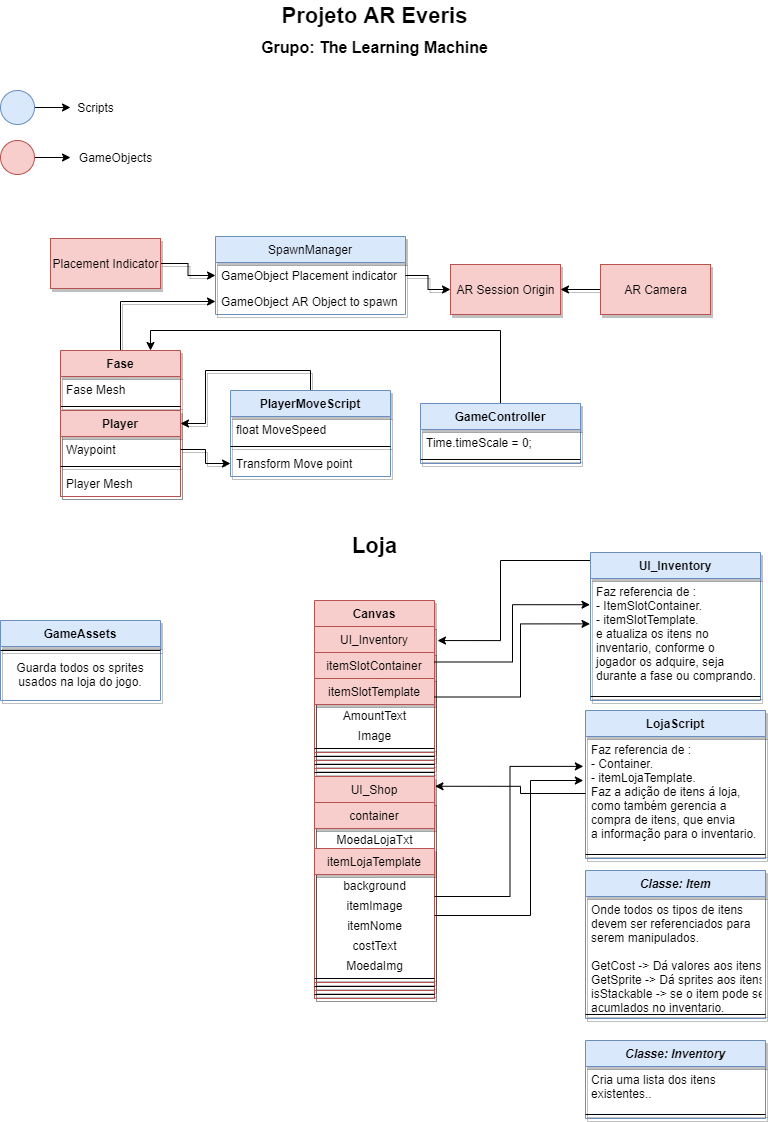 Projeto AR Everis
Grupo: The Learning Machine
Scripts
GameObjects
Placement Indicator
SpawnManager
GameObject Placement indicator
GameObject AR Object to spawn
AR Session Origin
AR Camera
Fase
Fase Mesh
Player
Waypoint
Player Mesh
PlayerMoveScript
float MoveSpeed
Transform Move point
GameController
Time.timeScale = 0;
Loja
GameAssets
Guarda todos os sprites
usados na loja do jogo.
Canvas
UI_Inventory
itemSlotContainer
itemSlotTemplate
AmountText
Image
UI_Shop
container
MoedaLojaTxt
itemLojaTemplate
background
itemImage
itemNome
costText
MoedaImg
UI_Inventory
Faz referencia de :
- ItemSlotContainer.
- itemSlotTemplate.
e atualiza os itens no
inventario, conforme o
jogador os adquire, seja
durante a fase ou comprando.
LojaScript
Faz referencia de :
- Container.
- itemLojaTemplate.
Faz a adição de itens á loja,
como também gerencia a
compra de itens, que envia
a informação para o inventario.
Classe: Item
Onde todos os tipos de itens
devem ser referenciados para
serem manipulados.
GetCost -> Dá valores aos itens
GetSprite -> Dá sprites aos itens
isStackable -> se o item pode se
acumlados no inventario.
Classe: Inventory
Cria uma lista dos itens
existentes..